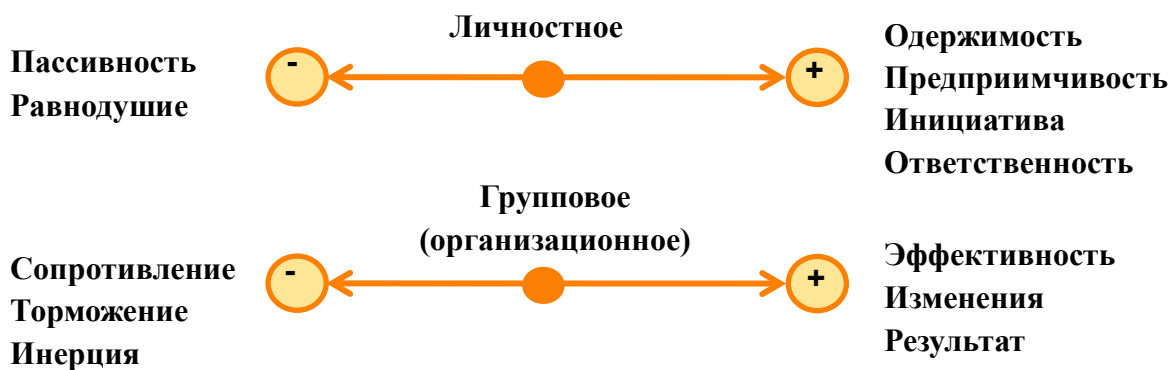 Личностное
Пассивность
Равнодушие
-
+
Одержимость
Предприимчивость
Инициатива
Ответственность
Групповое
(организационное)
Сопротивление
Торможение
Инерция
-
+
Эффективность
Изменения
Результат